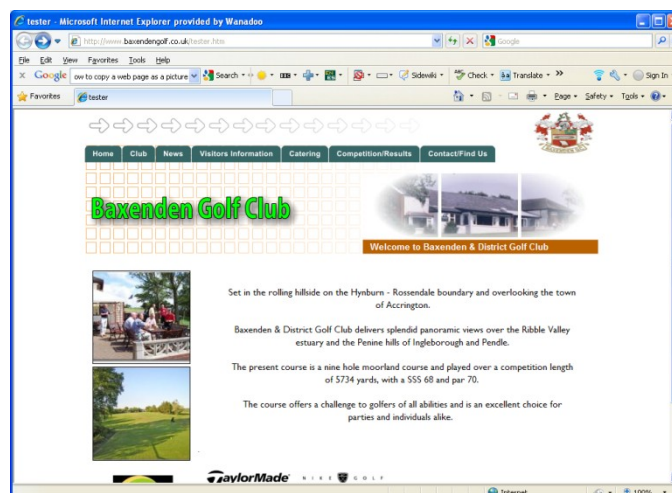 tester - Microsoft Internet Explorer provided by Wanadoo
http://www.baxendengolf.co.uk/tester.htm
Google
File Edit View Favorites Tools Help
x Google ow to copy a web page as a picture Search Sidewiki Check Translate Sign In
Favorites tester Page Safety Tools
Home Club News Visitors Information Catering Competition/Results Contact/Find Us
Baxenden Golf Club
Welcome to Baxenden & District Golf Club
Set in the rolling hillside on the Hynburn - Rossendale boundary and overlooking the town
of Accrington.
Baxenden & District Golf Club delivers splendid panoramic views over the Ribble Valley
estuary and the Penine hills of Ingleborough and Pendle.
The present course is a nine hole moorland course and played over a competition length
of 5734 yards, with a SSS 68 and par 70.
The course offers a challenge to golfers of all abilities and is an excellent choice for
parties and individuals alike.
TaylorMade NIKE GOLF
Internet 100%